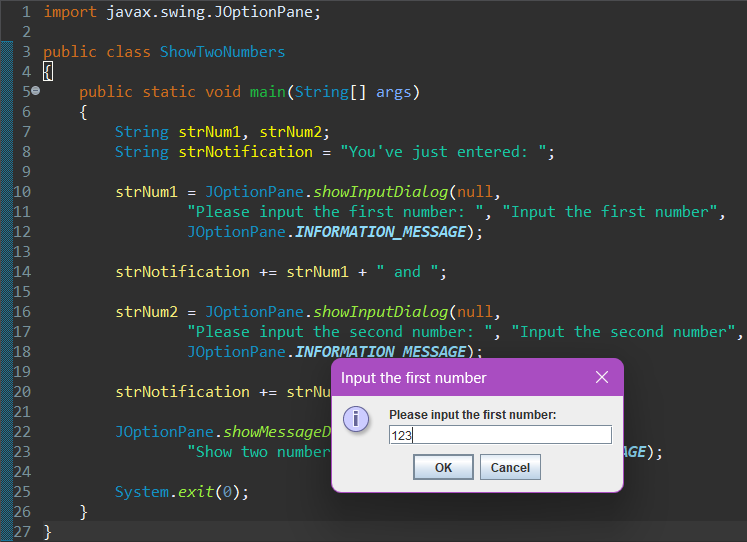 1 import javax.swing.JOptionPane;
2
3 public class ShowTwoNumbers
4 {
5 public static void main(String[] args)
6 {
7 String strNum1, strNum2;
8 String strNotification = "You've just entered: ";
9
10 strNum1 = JOptionPane.showInputDialog(null,
11 "Please input the first number: ", "Input the first number",
12 JOptionPane.INFORMATION_MESSAGE);
13
14 strNotification += strNum1 + " and ";
15
16 strNum2 = JOptionPane.showInputDialog(null,
17 "Please input the second number: ", "Input the second number",
18 JOptionPane.INFORMATION_MESSAGE);
19
20 strNotification += strNu
21
22 JOptionPane.showMessageD
23 "Show two number AGE);
24
25 System.exit(0);
26 }
27 }
Input the first number
Please input the first number:
123
OK Cancel